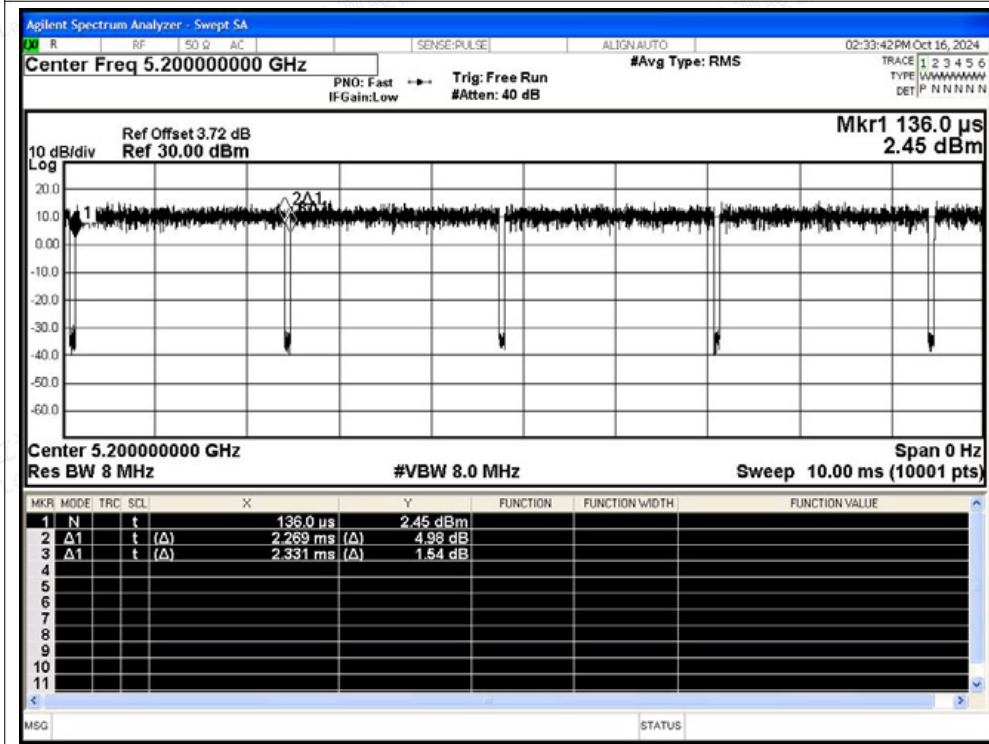 Agilent Spectrum Analyzer - Swept SA
R RF 50 Ω AC SENSE:PULSE ALIGN AUTO 02:33:42 PM Oct 16, 2024
Center Freq 5.200000000 GHz #Avg Type: RMS TRACE 1 2 3 4 5 6
PNO: Fast Trig: Free Run TYPE WWWWWW
IFGain:Low #Atten: 40 dB DET P N N N N N
Mkr1 136.0 µs
Ref Offset 3.72 dB
10 dB/div Ref 30.00 dBm 2.45 dBm
Log
20.0
2Δ1
10.0 1
0.00
-10.0
-20.0
-30.0
-40.0
-50.0
-60.0
Center 5.200000000 GHz Span 0 Hz
Res BW 8 MHz #VBW 8.0 MHz Sweep 10.00 ms (10001 pts)
MKR MODE TRC SCL X Y FUNCTION FUNCTION WIDTH FUNCTION VALUE
1 N t 136.0 µs 2.45 dBm
2 Δ1 t (Δ) 2.269 ms (Δ) 4.98 dB
3 Δ1 t (Δ) 2.331 ms (Δ) 1.54 dB
4
5
6
7
8
9
10
11
MSG STATUS